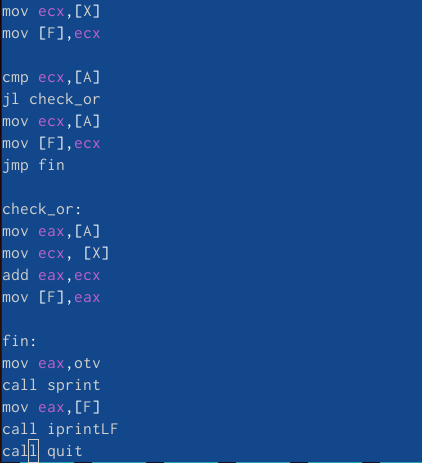 mov ecx,[X]
mov [F],ecx
cmp ecx,[A]
jl check_or
mov ecx,[A]
mov [F],ecx
jmp fin
check_or:
mov eax,[A]
mov ecx, [X]
add eax,ecx
mov [F],eax
fin:
mov eax,otv
call sprint
mov eax,[F]
call iprintLF
call quit